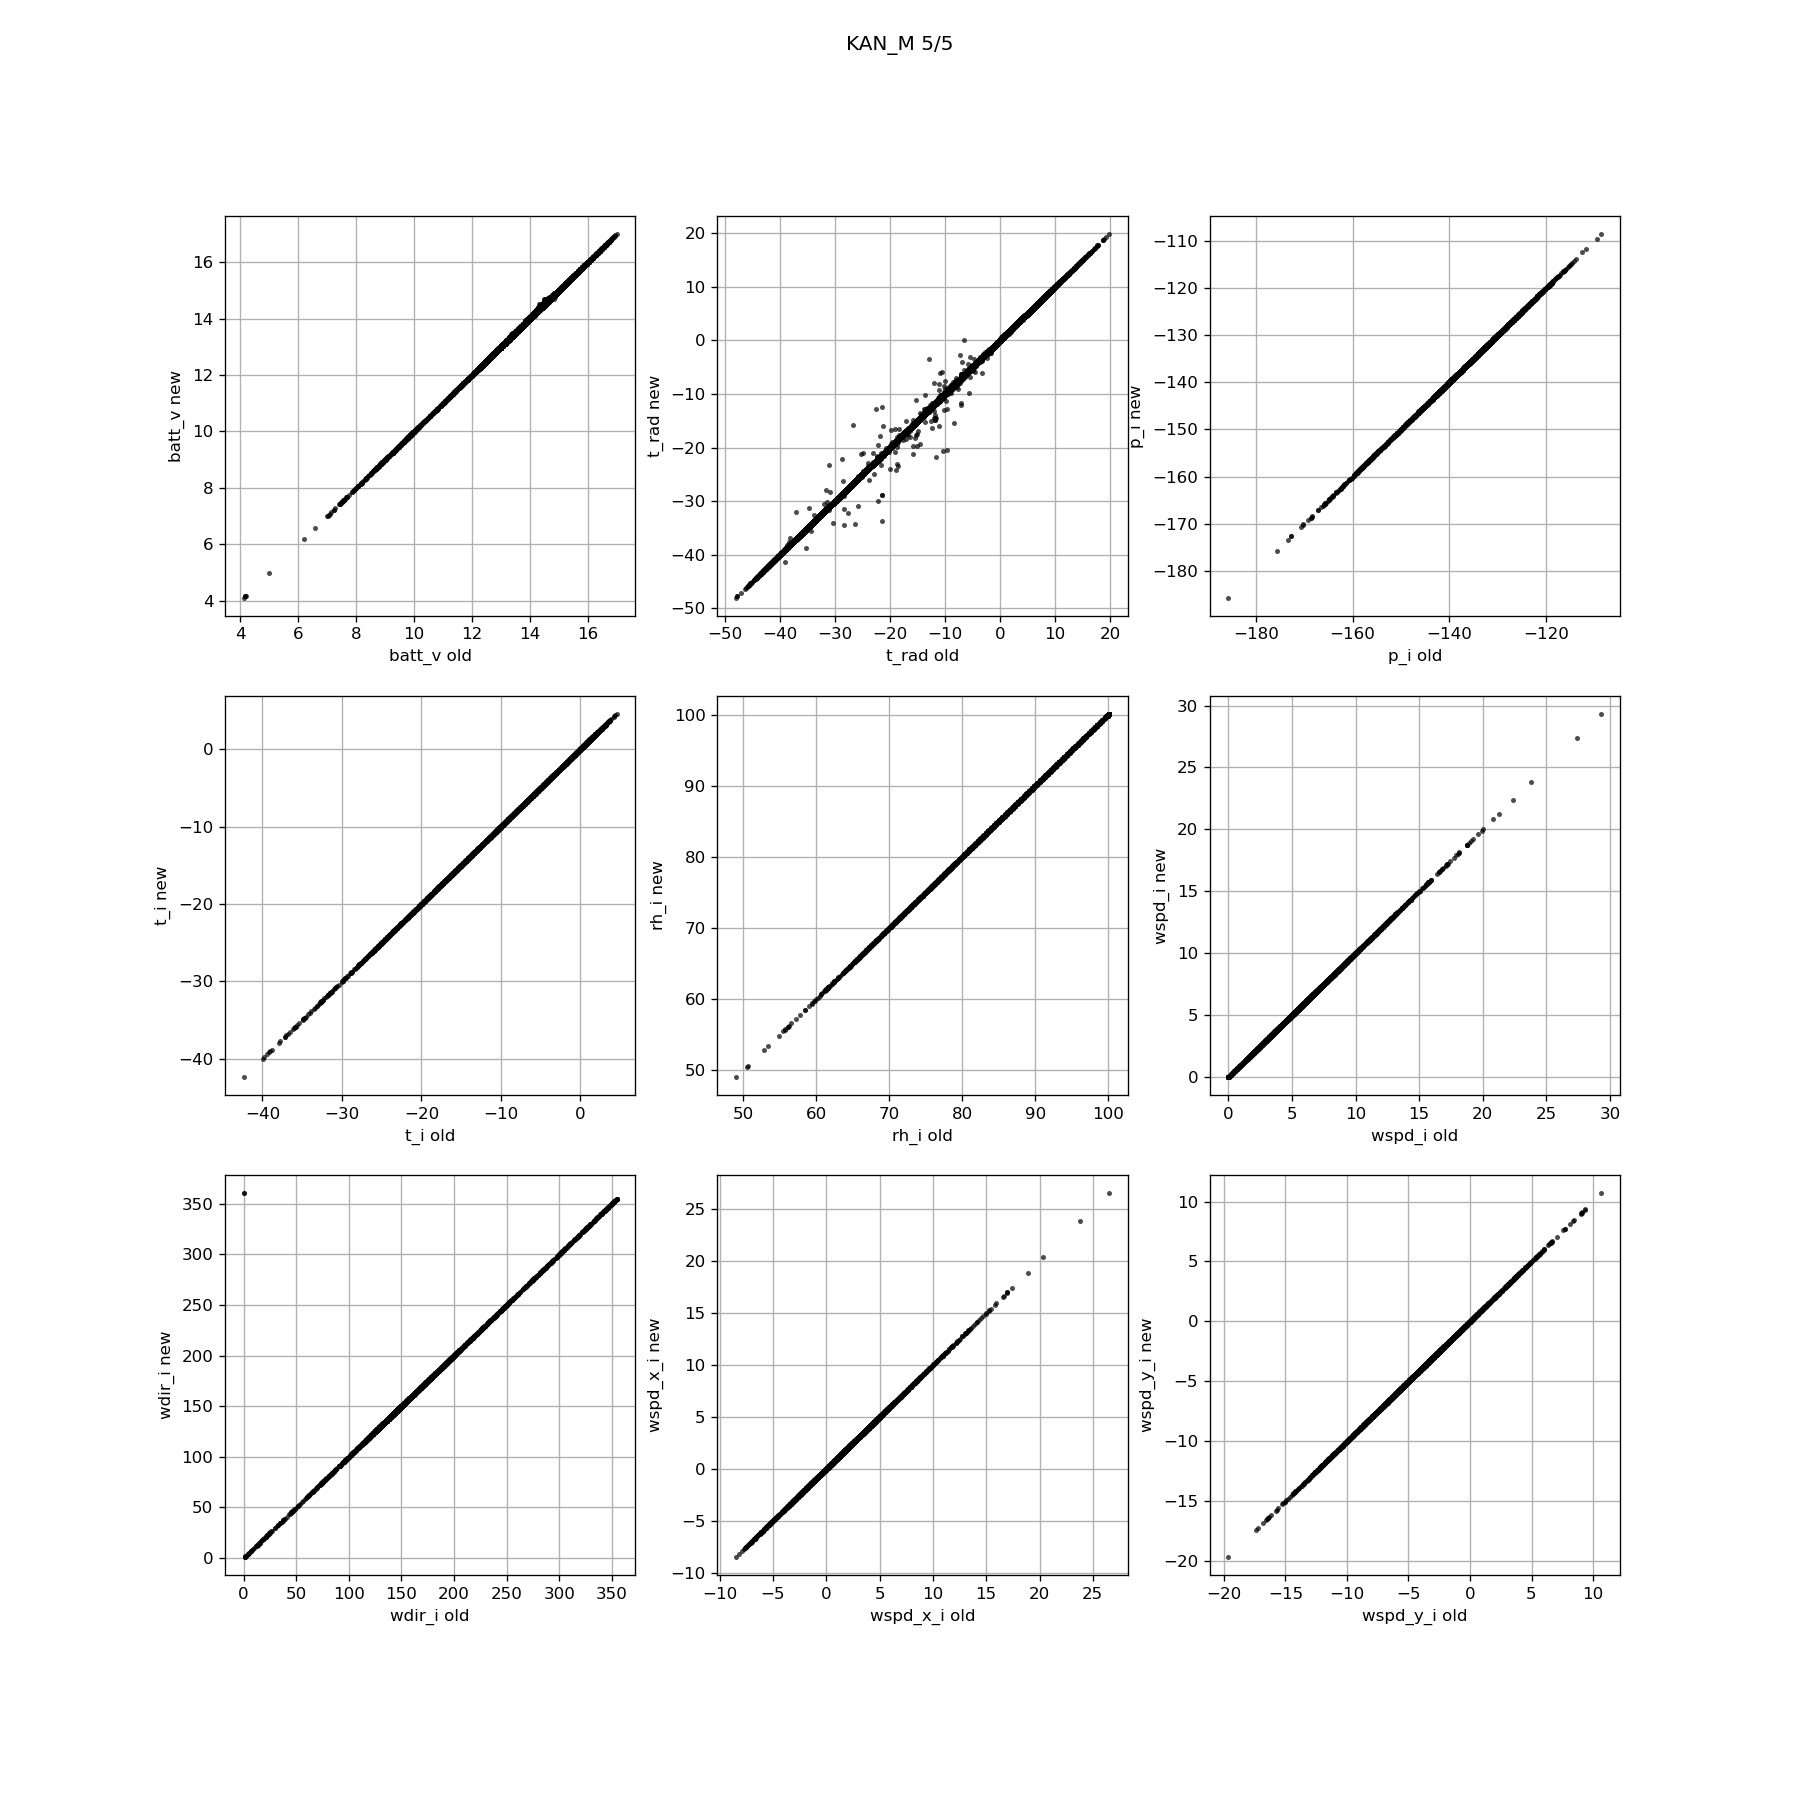 KAN_M 5/5
batt_v new
16
14
12
10
8
6
4
4 6 8 10 12 14 16
batt_v old
t_rad new
20
10
0
−10
−20
−30
−40
−50
−50 −40 −30 −20 −10 0 10 20
t_rad old
p_i new
−110
−120
−130
−140
−150
−160
−170
−180
−180 −160 −140 −120
p_i old
t_i new
0
−10
−20
−30
−40
−40 −30 −20 −10 0
t_i old
rh_i new
100
90
80
70
60
50
50 60 70 80 90 100
rh_i old
wspd_i new
30
25
20
15
10
5
0
0 5 10 15 20 25 30
wspd_i old
wdir_i new
350
300
250
200
150
100
50
0
0 50 100 150 200 250 300 350
wdir_i old
wspd_x_i new
25
20
15
10
5
0
−5
−10
−10 −5 0 5 10 15 20 25
wspd_x_i old
wspd_y_i new
10
5
0
−5
−10
−15
−20
−20 −15 −10 −5 0 5 10
wspd_y_i old